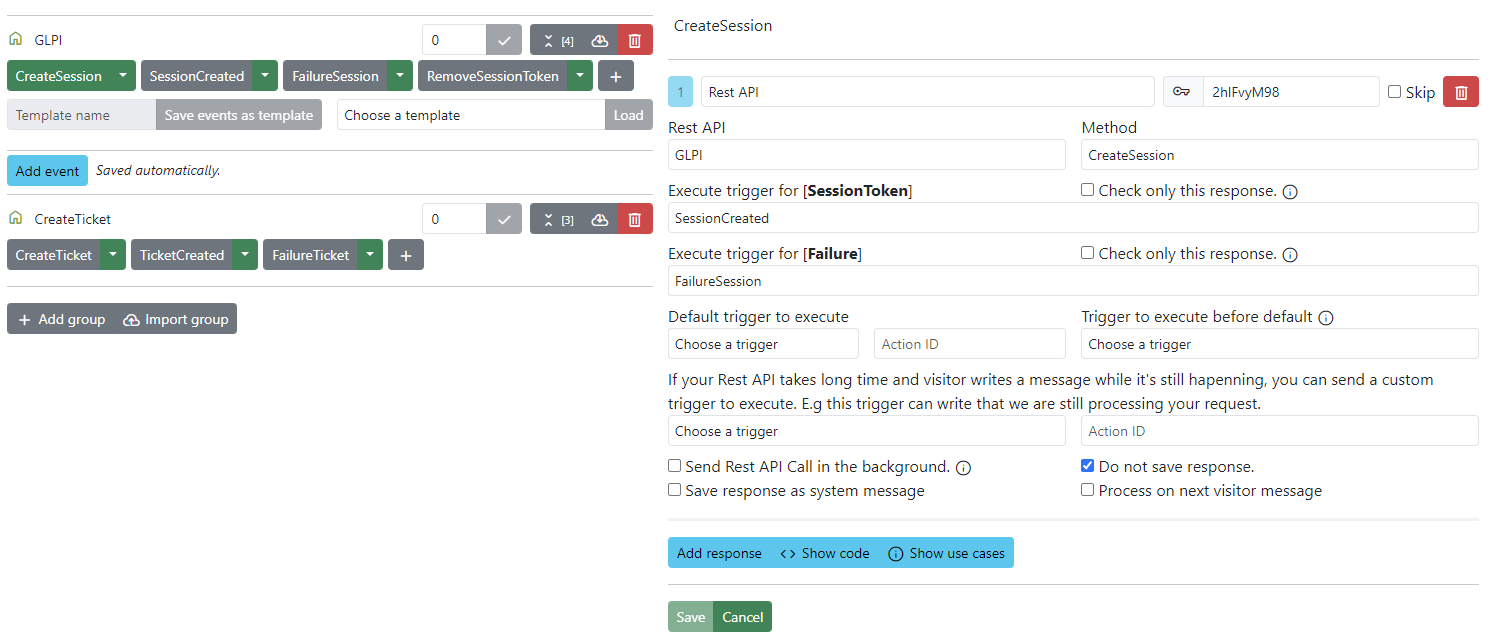 GLPI
0
[4]
CreateSession
SessionCreated
FailureSession
RemoveSessionToken
Template name
Save events as template
Choose a template
Load
Add event
Saved automatically.
CreateTicket
0
[3]
CreateTicket
TicketCreated
FailureTicket
Add group
Import group
CreateSession
1
Rest API
2hIFvyM98
Skip
Rest API
Method
GLPI
CreateSession
Execute trigger for [SessionToken]
Check only this response.
SessionCreated
Execute trigger for [Failure]
Check only this response.
FailureSession
Default trigger to execute
Trigger to execute before default
Choose a trigger
Action ID
Choose a trigger
If your Rest API takes long time and visitor writes a message while it's still hapenning, you can send a custom
trigger to execute. E.g this trigger can write that we are still processing your request.
Choose a trigger
Action ID
Send Rest API Call in the background.
Do not save response.
Save response as system message
Process on next visitor message
Add response
<> Show code
Show use cases
Save
Cancel